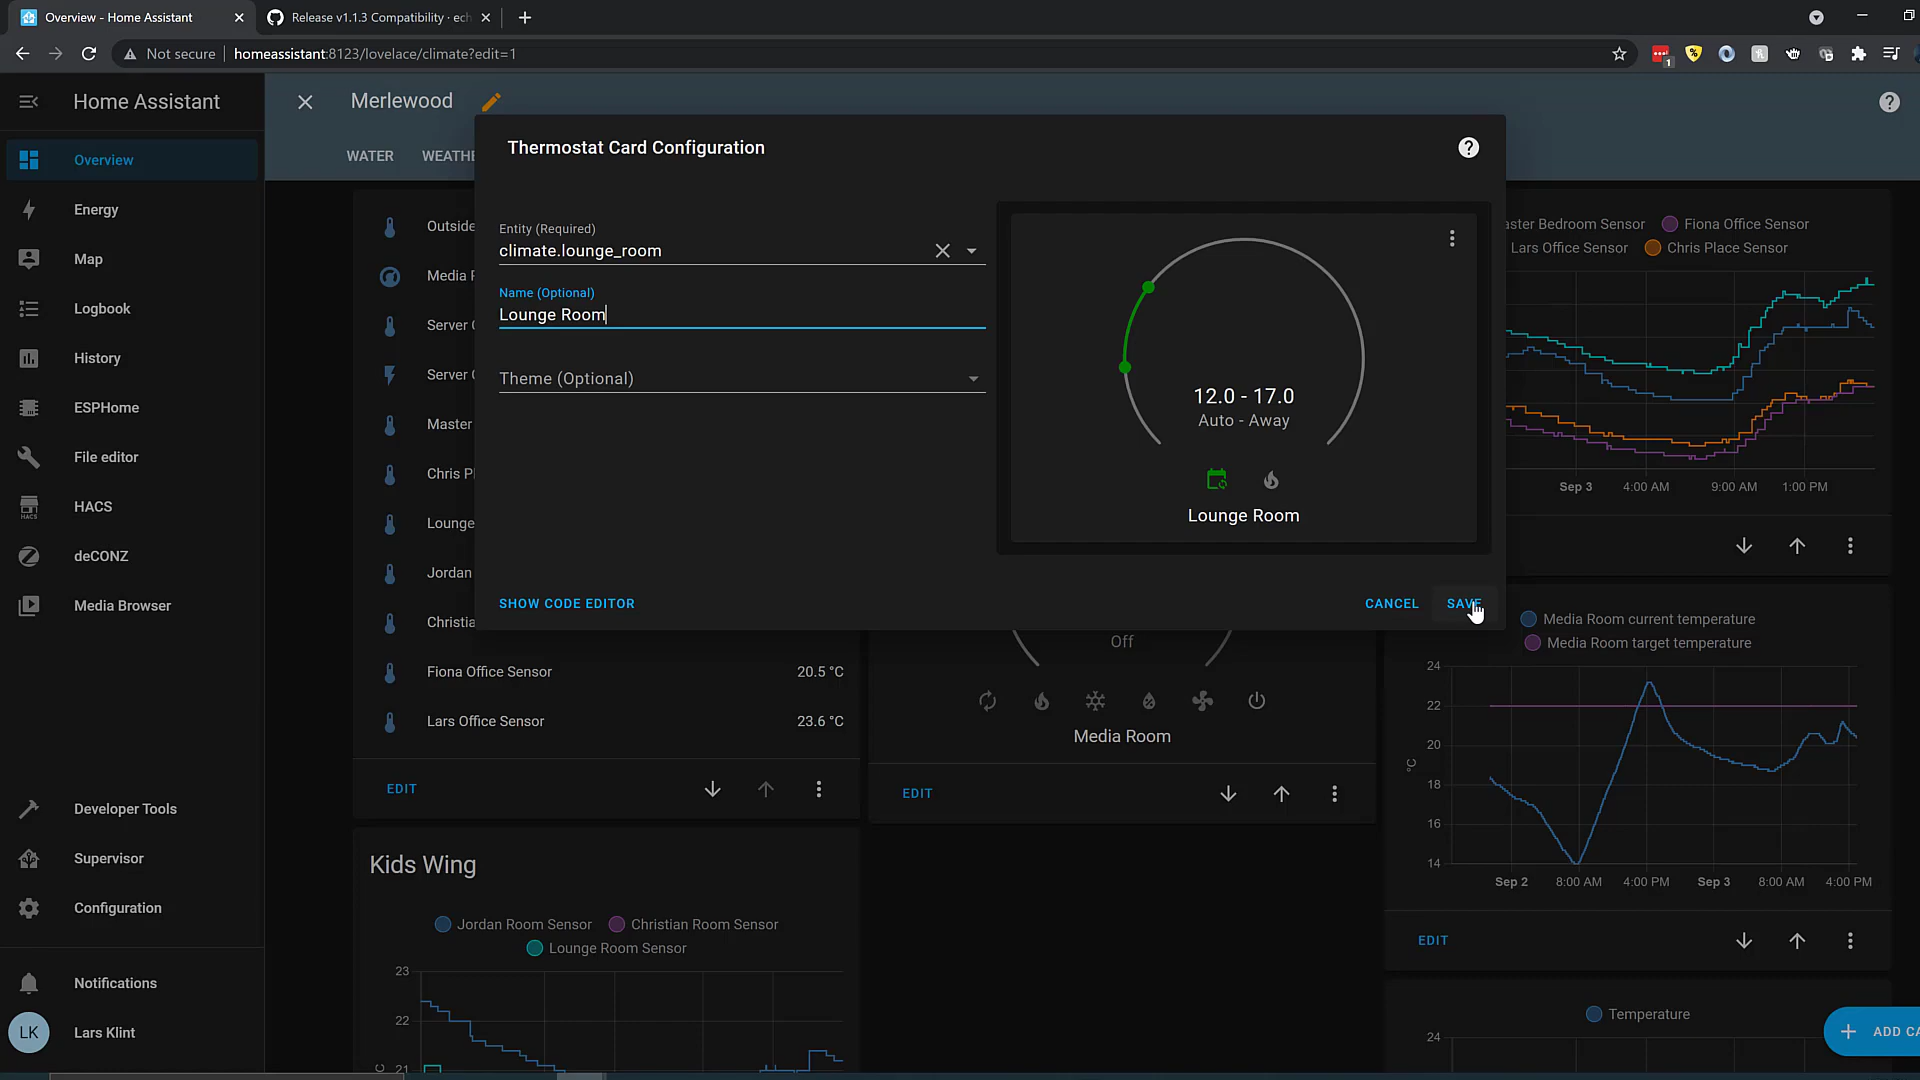 Overview - Home Assistant
Release v1.1.3 Compatibility · ech
Not secure
homeassistant:8123/lovelace/climate?edit=1
1
Home Assistant
Merlewood
WATER
WEATHE
Overview
Energy
Map
Logbook
History
ESPHome
File editor
HACS
HACS
deCONZ
Media Browser
Developer Tools
Supervisor
Configuration
Notifications
LK
Lars Klint
Outside
Media R
Server
Server
Master
Chris Pl
Lounge
Jordan
Christia
Fiona Office Sensor
20.5 °C
Lars Office Sensor
23.6 °C
EDIT
Kids Wing
Jordan Room Sensor
Christian Room Sensor
Lounge Room Sensor
23
22
21
°C
Thermostat Card Configuration
Entity (Required)
climate.lounge_room
Name (Optional)
Lounge Room
Theme (Optional)
12.0 - 17.0
Auto - Away
Lounge Room
SHOW CODE EDITOR
CANCEL
SAVE
Off
Media Room
EDIT
aster Bedroom Sensor
Fiona Office Sensor
Lars Office Sensor
Chris Place Sensor
Sep 3
4:00 AM
9:00 AM
1:00 PM
Media Room current temperature
Media Room target temperature
24
22
20
18
16
14
°C
Sep 2
8:00 AM
4:00 PM
Sep 3
8:00 AM
4:00 PM
EDIT
Temperature
24
ADD CA